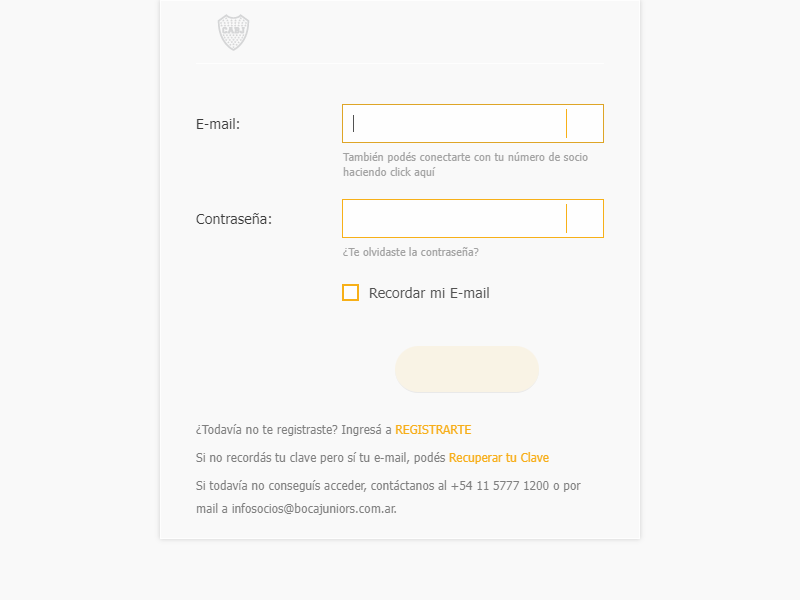 CABJ
E-mail:
También podés conectarte con tu número de socio
haciendo click aquí
Contraseña:
¿Te olvidaste la contraseña?
Recordar mi E-mail
¿Todavía no te registraste? Ingresá a REGISTRARTE
Si no recordás tu clave pero sí tu e-mail, podés Recuperar tu Clave
Si todavía no conseguís acceder, contáctanos al +54 11 5777 1200 o por
mail a infosocios@bocajuniors.com.ar.